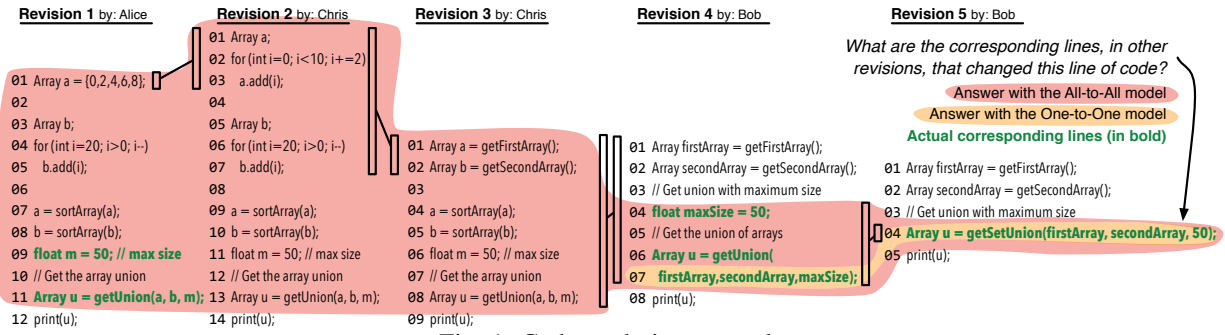 Revision 1 by: Alice
01 Array a = {0,2,4,6,8};
02
03 Array b;
04 for (int i=20; i>0; i--)
05 b.add(i);
06
07 a = sortArray(a);
08 b = sortArray(b);
09 float m = 50; // max size
10 // Get the array union
11 Array u = getUnion(a, b, m);
12 print(u);
Revision 2 by: Chris
01 Array a;
02 for (int i=0; i<10; i+=2)
03 a.add(i);
04
05 Array b;
06 for (int i=20; i>0; i--)
07 b.add(i);
08
09 a = sortArray(a);
10 b = sortArray(b);
11 float m = 50; // max size
12 // Get the array union
13 Array u = getUnion(a, b, m);
14 print(u);
Revision 3 by: Chris
01 Array a = getFirstArray();
02 Array b = getSecondArray();
03
04 a = sortArray(a);
05 b = sortArray(b);
06 float m = 50; // max size
07 // Get the array union
08 Array u = getUnion(a, b, m);
09 print(u);
Revision 4 by: Bob
01 Array firstArray = getFirstArray();
02 Array secondArray = getSecondArray();
03 // Get union with maximum size
04 float maxSize = 50;
05 // Get the union of arrays
06 Array u = getUnion(
07 firstArray,secondArray,maxSize);
08 print(u);
Revision 5 by: Bob
What are the corresponding lines, in other
revisions, that changed this line of code?
Answer with the All-to-All model
Answer with the One-to-One model
Actual corresponding lines (in bold)
01 Array firstArray = getFirstArray();
02 Array secondArray = getSecondArray();
03 // Get union with maximum size
04 Array u = getSetUnion(firstArray, secondArray, 50);
05 print(u);